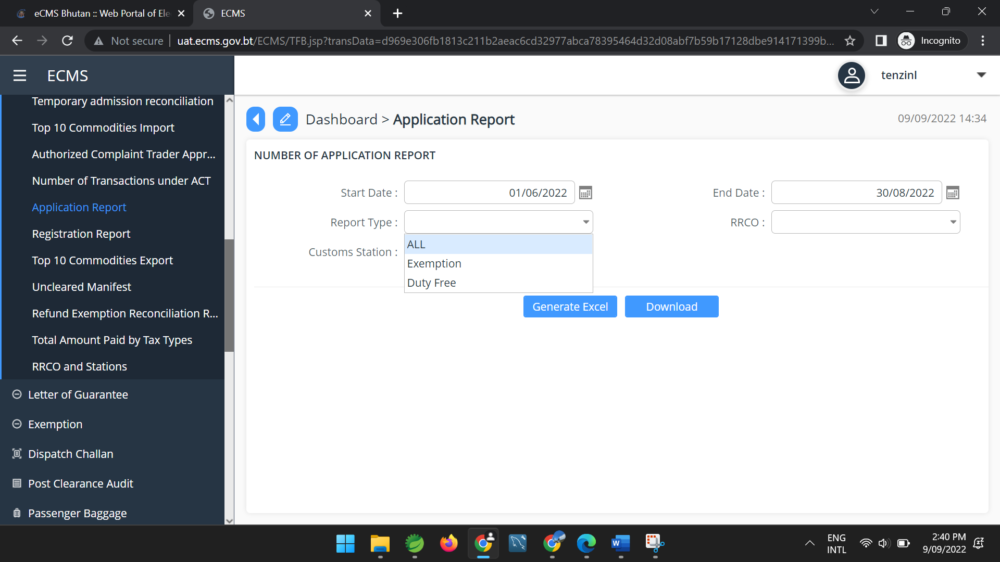 eCMS Bhutan :: Web Portal of Ele
ECMS
Not secure
uat.ecms.gov.bt/ECMS/TFB.jsp?transData=d969e306fb1813c211b2aeac6cd32977abca78395464d32d08abf7b59b17128dbe914171399b...
Incognito
ECMS
tenzinl
Temporary admission reconciliation
Top 10 Commodities Import
Authorized Complaint Trader Appr...
Number of Transactions under ACT
Application Report
Registration Report
Top 10 Commodities Export
Uncleared Manifest
Refund Exemption Reconciliation R...
Total Amount Paid by Tax Types
RRCO and Stations
Letter of Guarantee
Exemption
Dispatch Challan
Post Clearance Audit
Passenger Baggage
Dashboard > Application Report
09/09/2022 14:34
NUMBER OF APPLICATION REPORT
Start Date : 01/06/2022
End Date : 30/08/2022
Report Type :
RRCO :
ALL
Customs Station :
Exemption
Duty Free
Generate Excel
Download
ENG
INTL
2:40 PM
9/09/2022